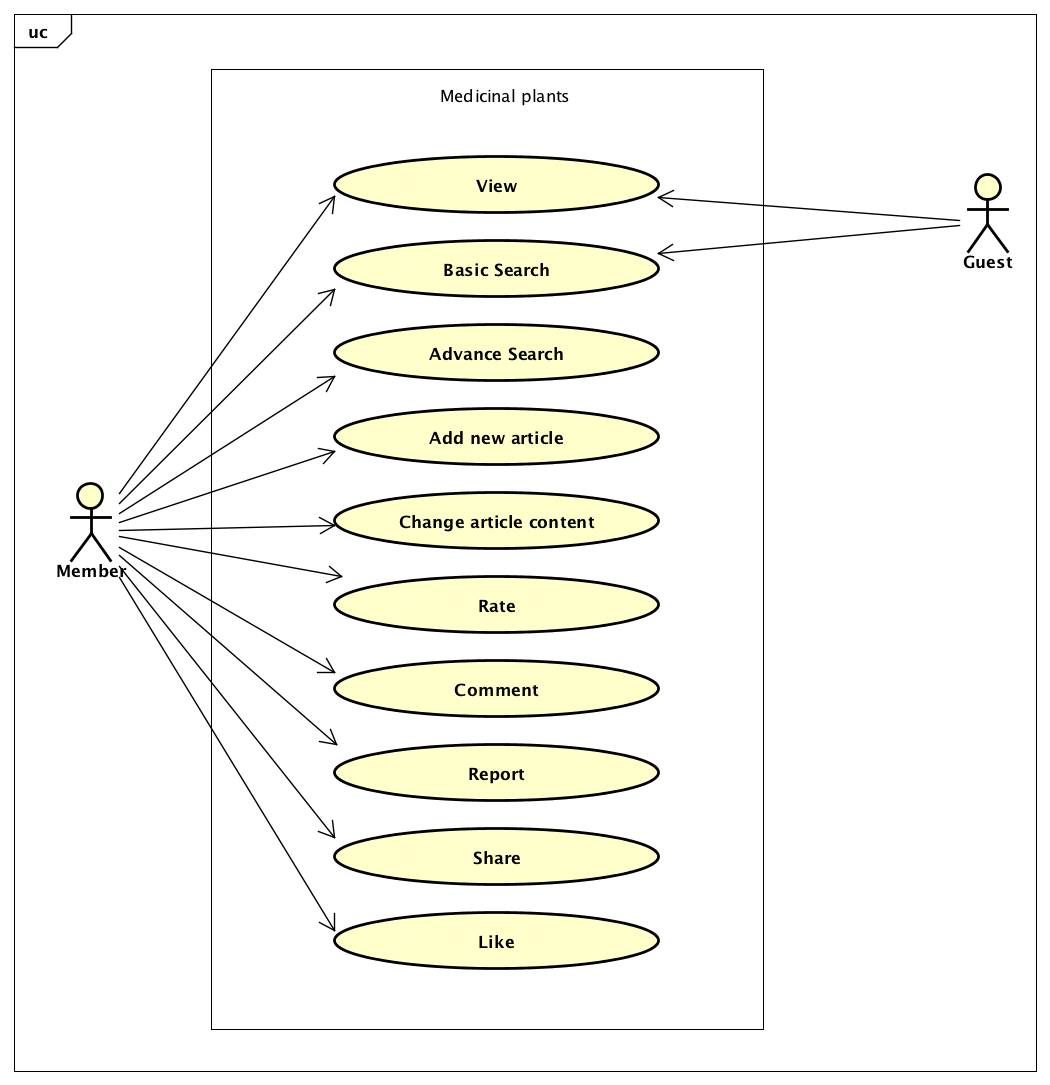 uc
Medicinal plants
View
Basic Search
Advance Search
Add new article
Change article content
Rate
Comment
Report
Share
Like
Member
Guest